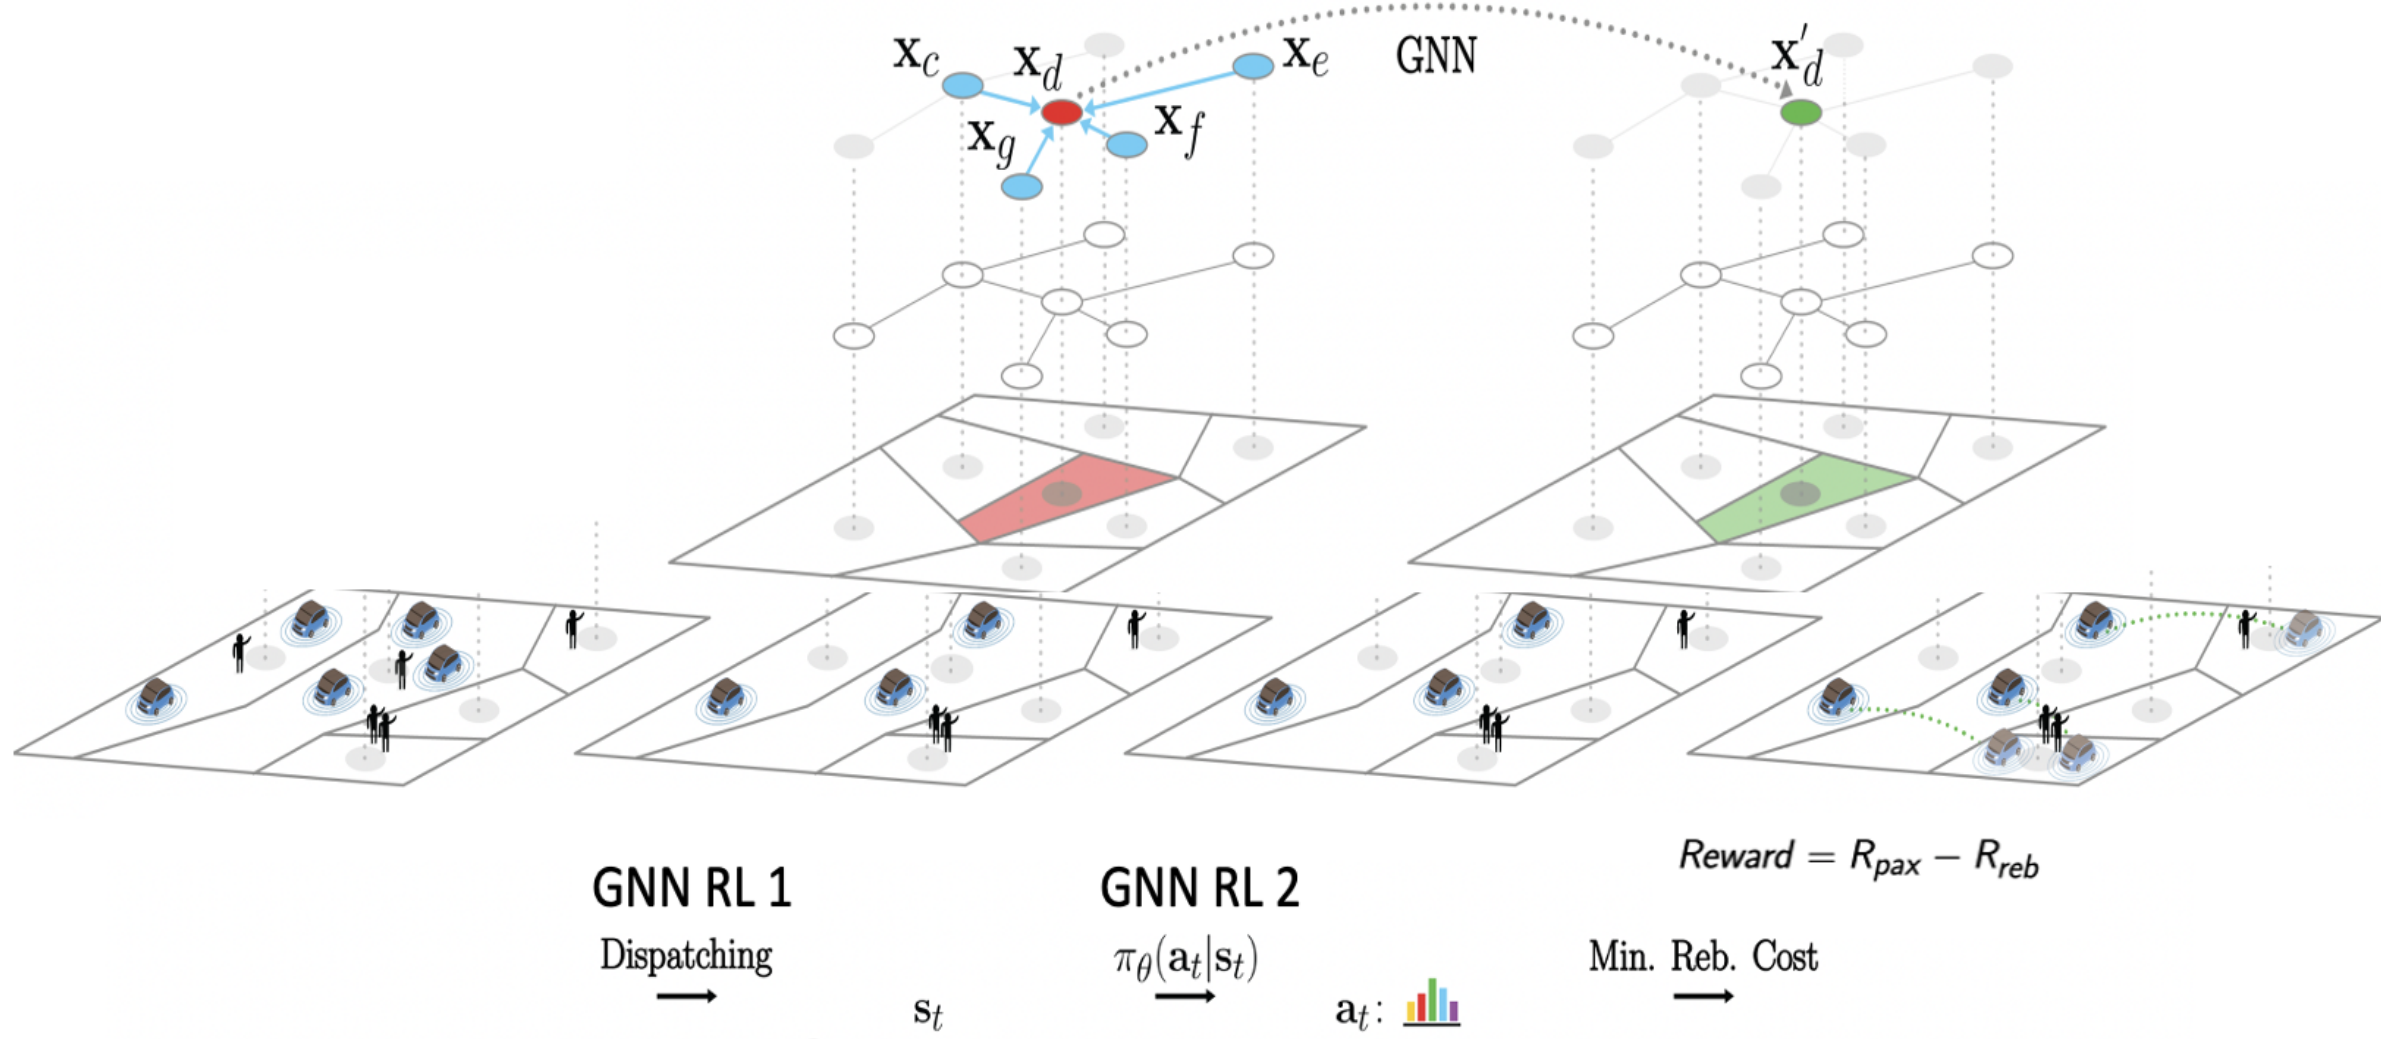 x_c
x_d
x_e
x_g
x_f
GNN
x'_d
Reward = R_pax − R_reb
GNN RL 1
GNN RL 2
Dispatching
π_θ(a_t|s_t)
Min. Reb. Cost
s_t
a_t: